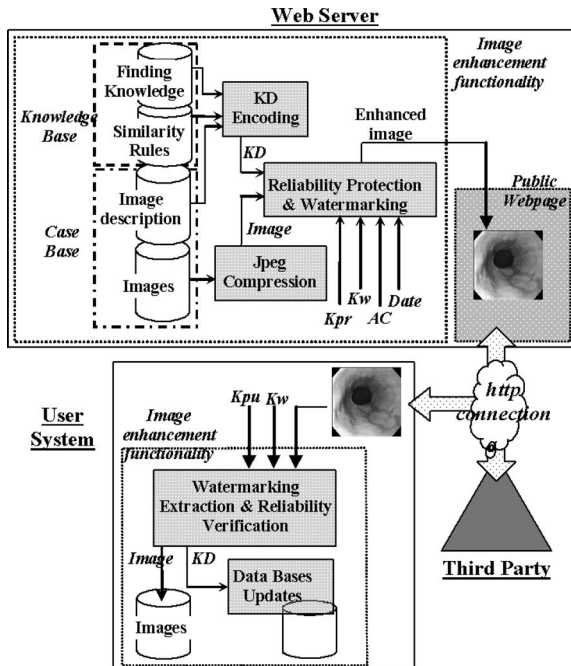 Web Server
Image
enhancement
functionality
Finding
Knowledge
Knowledge
Base
Similarity
Rules
KD
Encoding
Enhanced
image
KD
Reliability Protection
& Watermarking
Public
Webpage
Image
description
Case
Base
Image
Images
Jpeg
Compression
Kpr
Kw
AC
Date
http
connection
g
User
System
Kpu
Kw
Image
enhancement
functionality
Watermarking
Extraction & Reliability
Verification
Image
KD
Data Bases
Updates
Images
Third Party